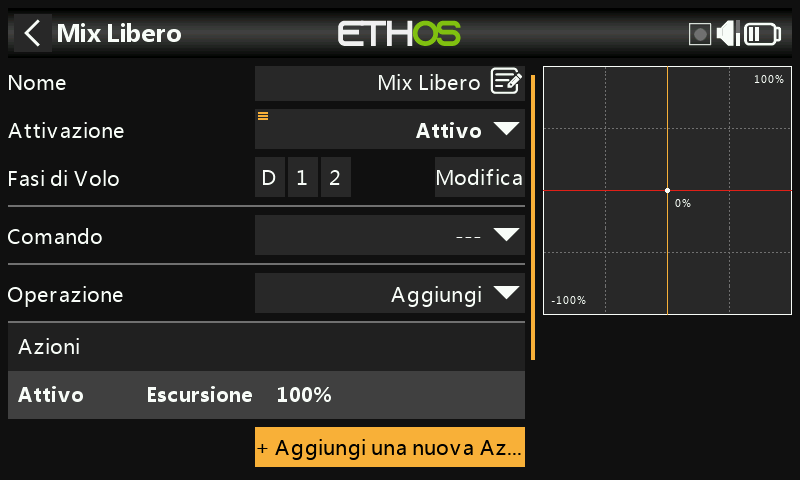 Mix Libero
ETHOS
Nome
Mix Libero
Attivazione
Attivo
Fasi di Volo
D 1 2
Modifica
Comando
---
Operazione
Aggiungi
Azioni
Attivo Escursione 100%
+ Aggiungi una nuova Az...
100%
0%
-100%